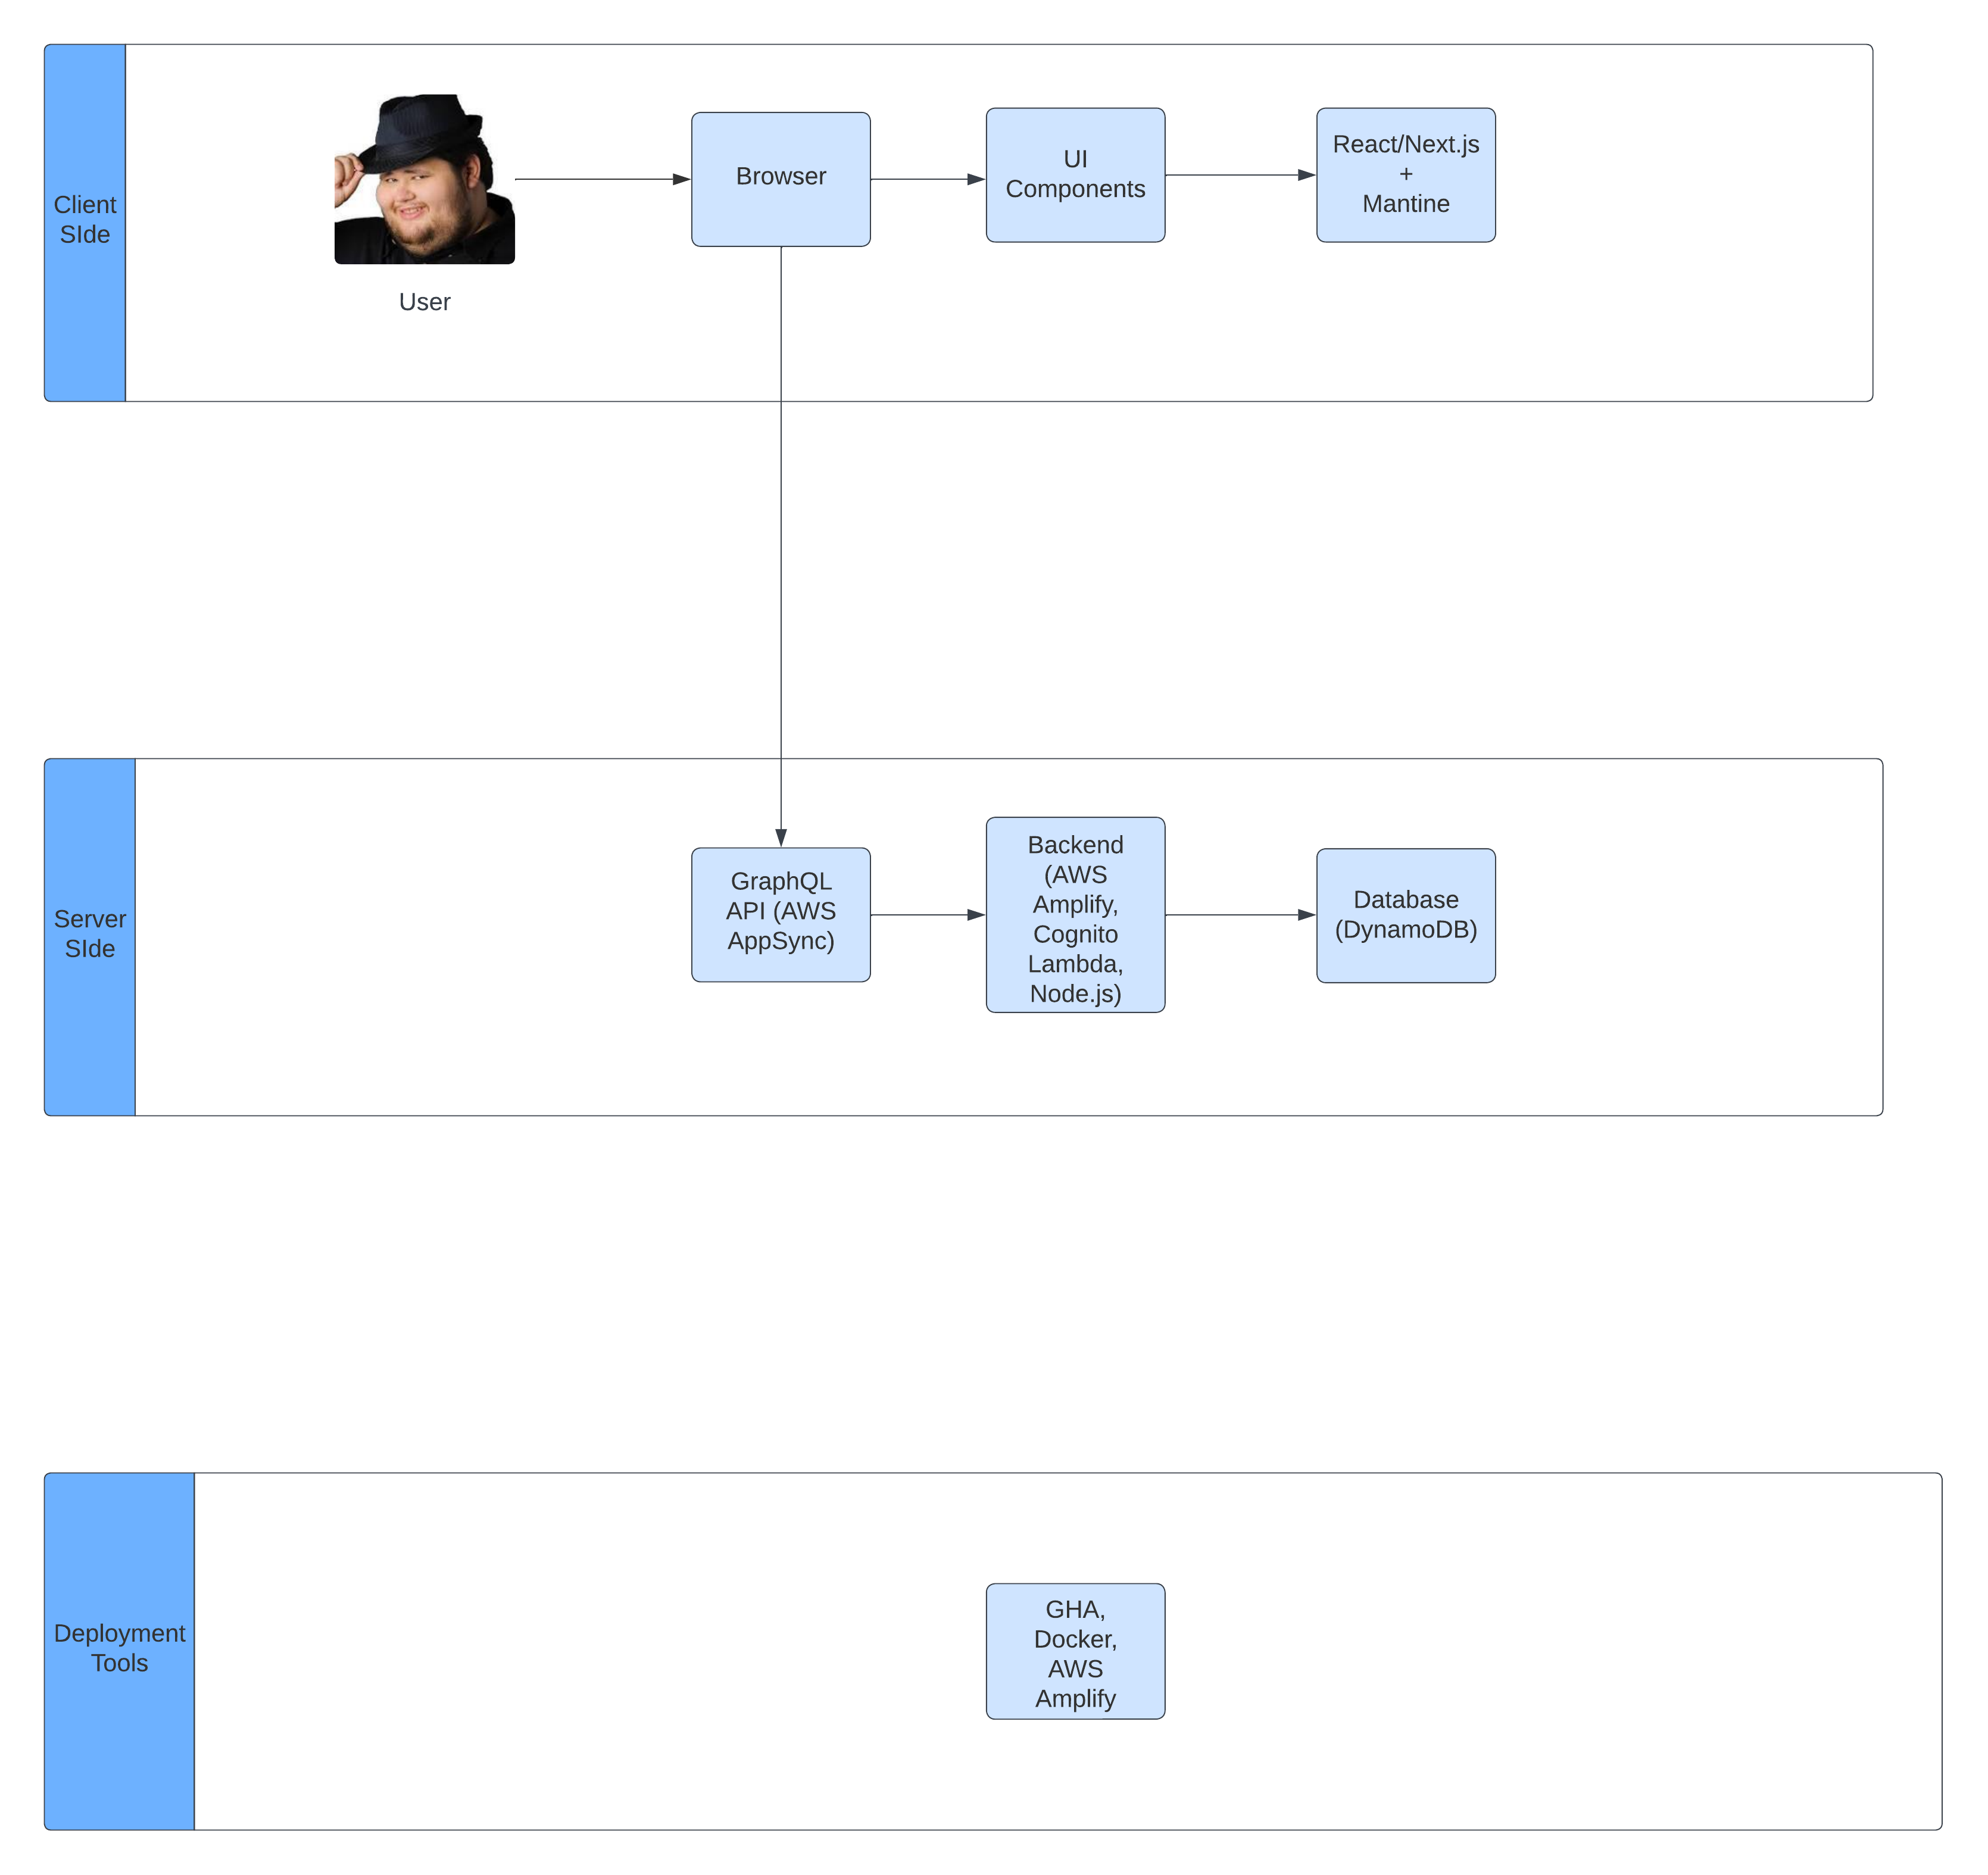 Client
SIde
User
Browser
UI
Components
React/Next.js
+
Mantine
Server
SIde
GraphQL
API (AWS
AppSync)
Backend
(AWS
Amplify,
Cognito
Lambda,
Node.js)
Database
(DynamoDB)
Deployment
Tools
GHA,
Docker,
AWS
Amplify